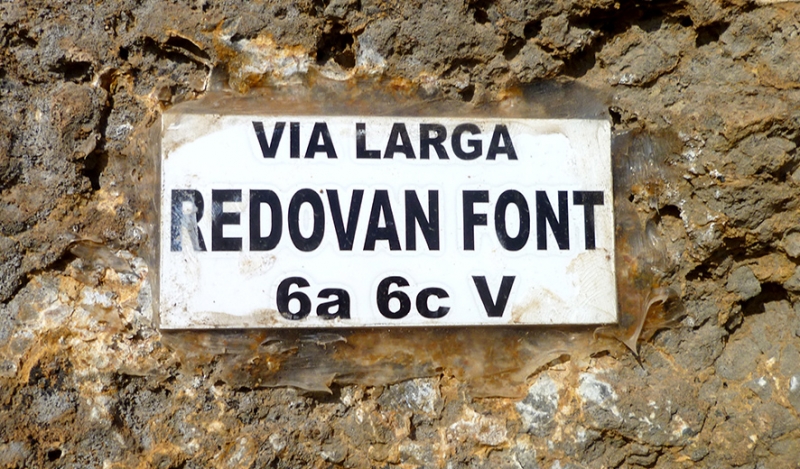 VIA LARGA
REDOVAN FONT
6a 6c V